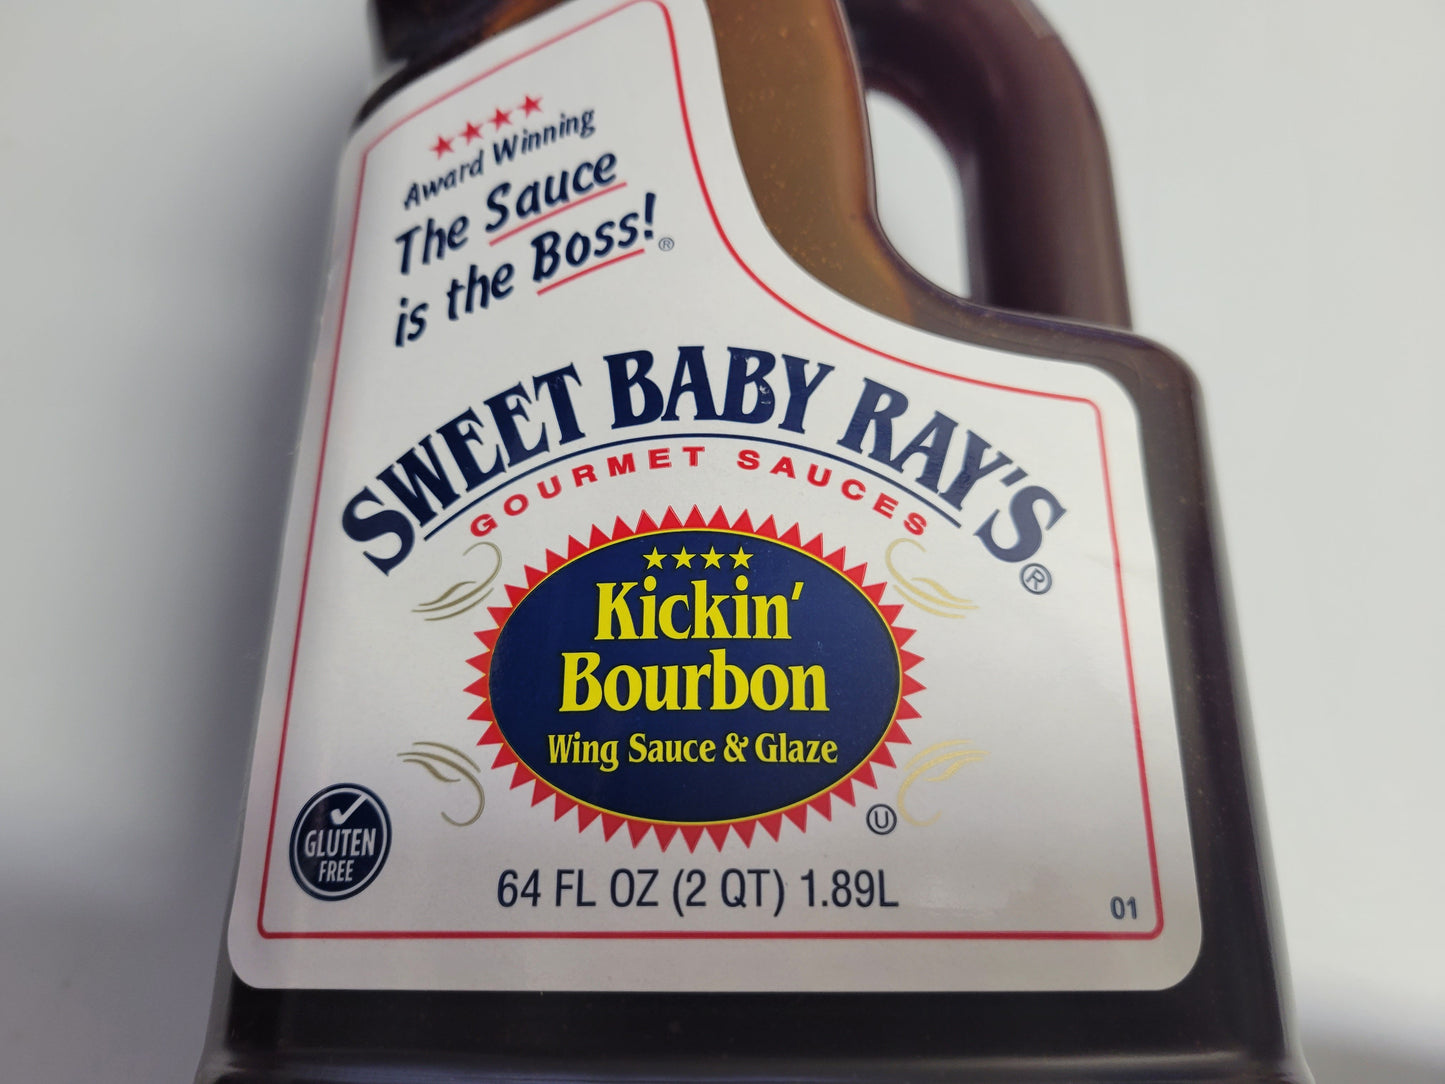 Award Winning
The Sauce
is the Boss!®
SWEET BABY RAY'S®
GOURMET SAUCES
Kickin'
Bourbon
Wing Sauce & Glaze
U
GLUTEN
FREE
64 FL OZ (2 QT) 1.89L
01